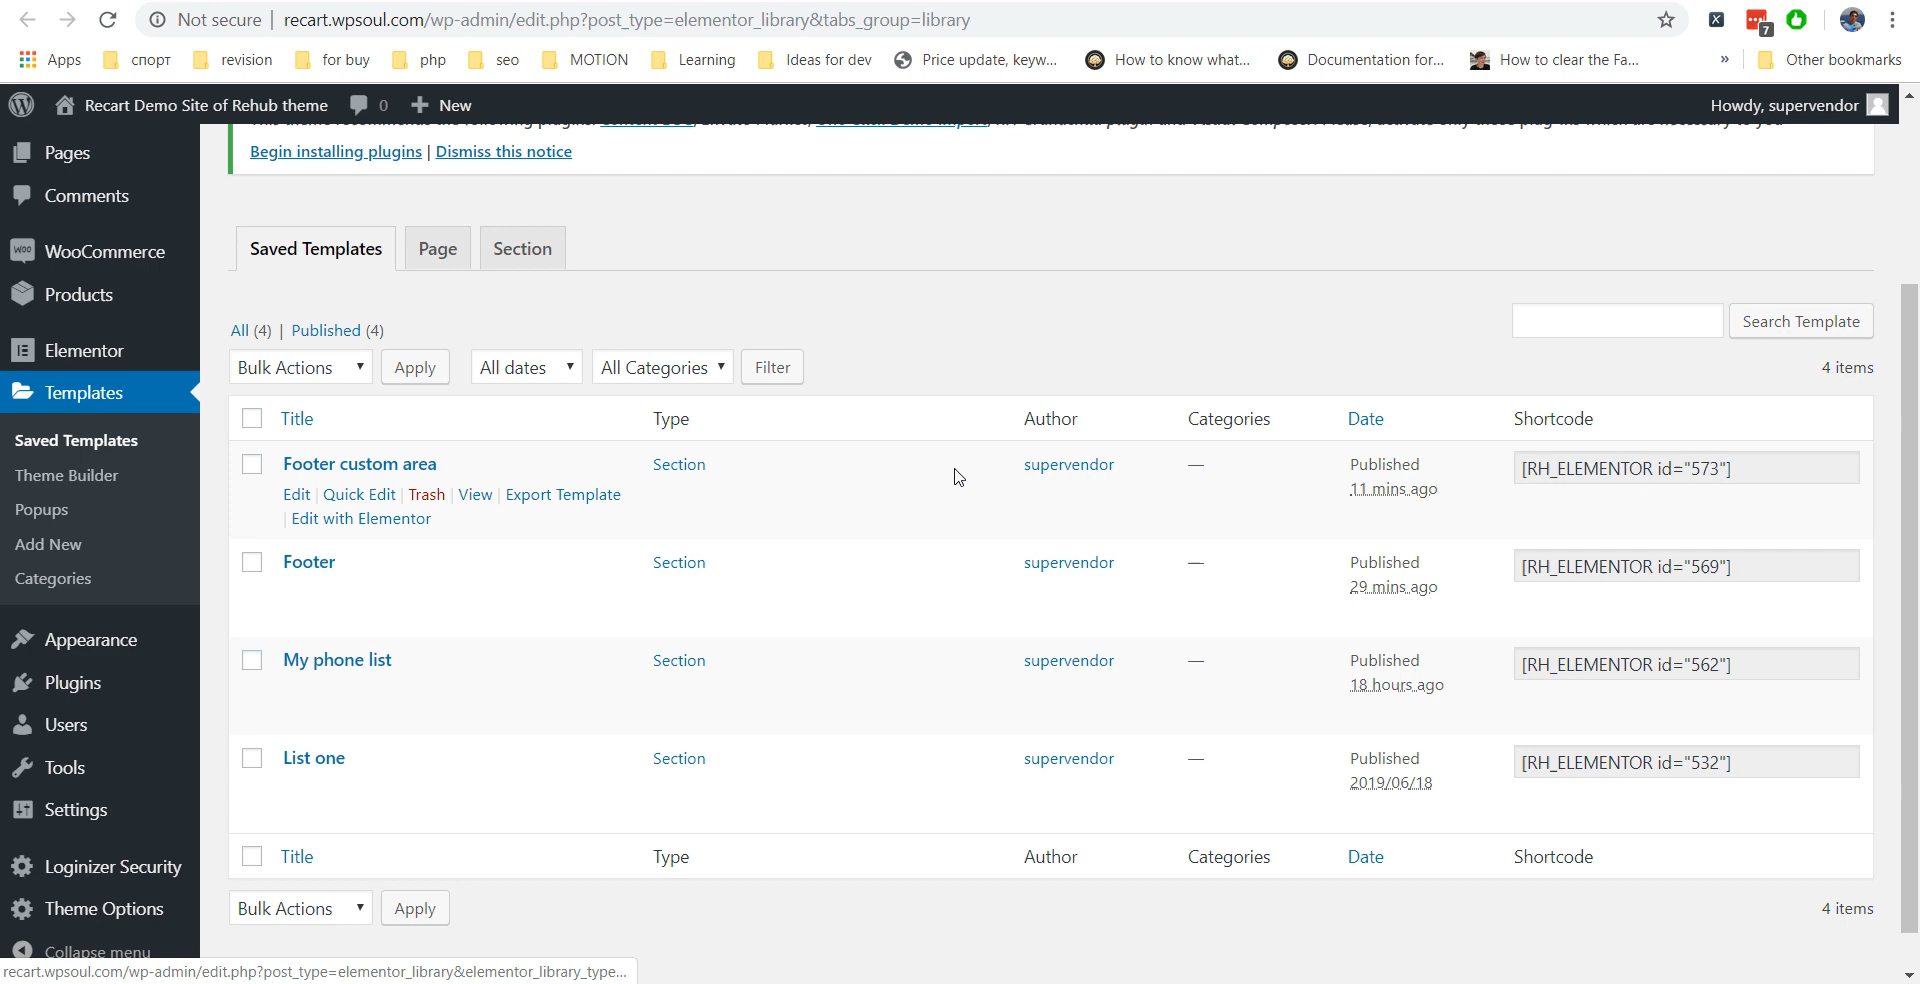 Not secure | recart.wpsoul.com/wp-admin/edit.php?post_type=elementor_library&tabs_group=library
7
Apps спорт revision for buy php seo MOTION Learning Ideas for dev Price update, keyw... How to know what... Documentation for... How to clear the Fa... » Other bookmarks
Recart Demo Site of Rehub theme 0 New Howdy, supervendor
Begin installing plugins | Dismiss this notice
Pages
Comments
WooCommerce
Products
Elementor
Templates
Saved Templates
Theme Builder
Popups
Add New
Categories
Appearance
Plugins
Users
Tools
Settings
Loginizer Security
Theme Options
Collapse menu
Saved Templates Page Section
All (4) | Published (4)
Search Template
Bulk Actions Apply All dates All Categories Filter 4 items
Title Type Author Categories Date Shortcode
Footer custom area Section supervendor — Published [RH_ELEMENTOR id="573"]
11 mins ago
Edit | Quick Edit | Trash | View | Export Template
| Edit with Elementor
Footer Section supervendor — Published [RH_ELEMENTOR id="569"]
29 mins ago
My phone list Section supervendor — Published [RH_ELEMENTOR id="562"]
18 hours ago
List one Section supervendor — Published [RH_ELEMENTOR id="532"]
2019/06/18
Title Type Author Categories Date Shortcode
Bulk Actions Apply 4 items
recart.wpsoul.com/wp-admin/edit.php?post_type=elementor_library&elementor_library_type...